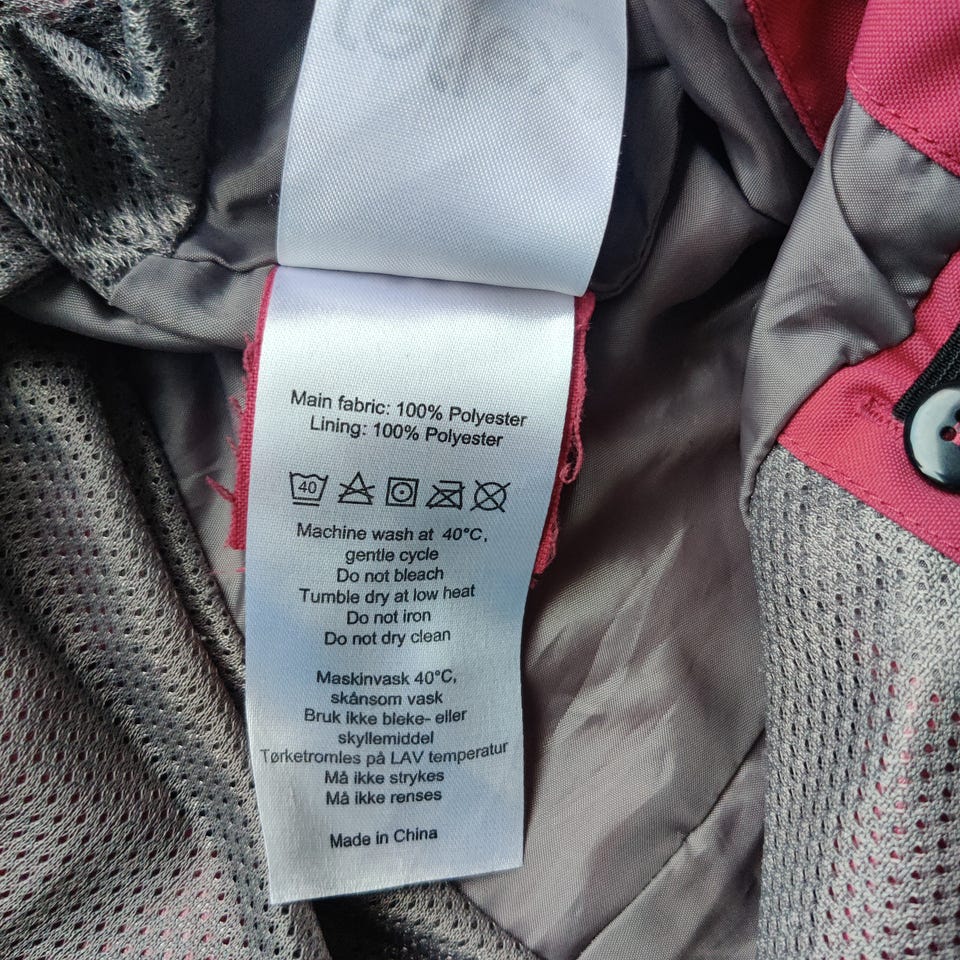 Main fabric: 100% Polyester
Lining: 100% Polyester
40
Machine wash at 40°C,
gentle cycle
Do not bleach
Tumble dry at low heat
Do not iron
Do not dry clean
Maskinvask 40°C,
skånsom vask
Bruk ikke bleke- eller
skyllemiddel
Tørketromles på LAV temperatur
Må ikke strykes
Må ikke renses
Made in China